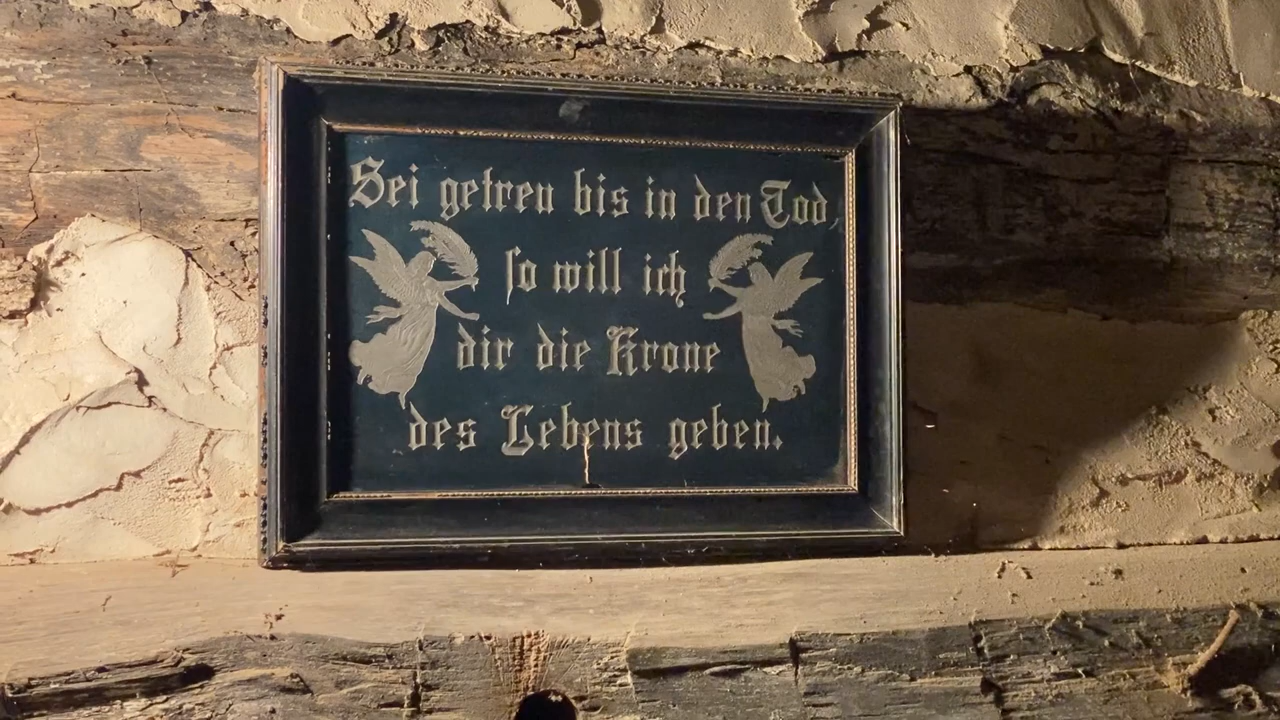 Sei getreu bis in den Tod,
so will ich
dir die Krone
des Lebens geben.